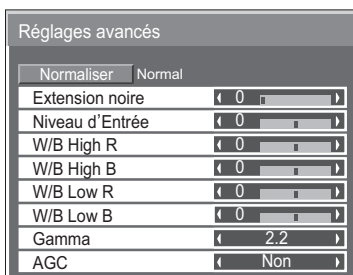 Réglages avancés
Normaliser Normal
Extension noire 0
Niveau d'Entrée 0
W/B High R 0
W/B High B 0
W/B Low R 0
W/B Low B 0
Gamma 2.2
AGC Non